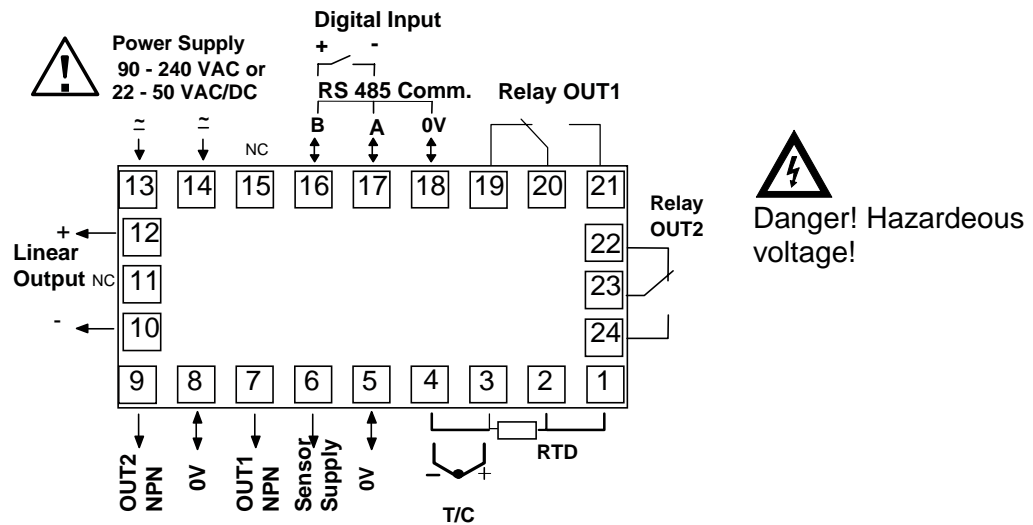 Digital Input
+ -
Power Supply
90 - 240 VAC or
22 - 50 VAC/DC
RS 485 Comm.
Relay OUT1
B A 0V
~ ~
NC
13 14 15 16 17 18 19 20 21
Relay
OUT2
Danger! Hazardeous
voltage!
+ 12
Linear
Output NC 11
- 10
22
23
24
9 8 7 6 5 4 3 2 1
OUT2
NPN
0V
OUT1
NPN
Sensor
Supply
0V
RTD
- +
T/C